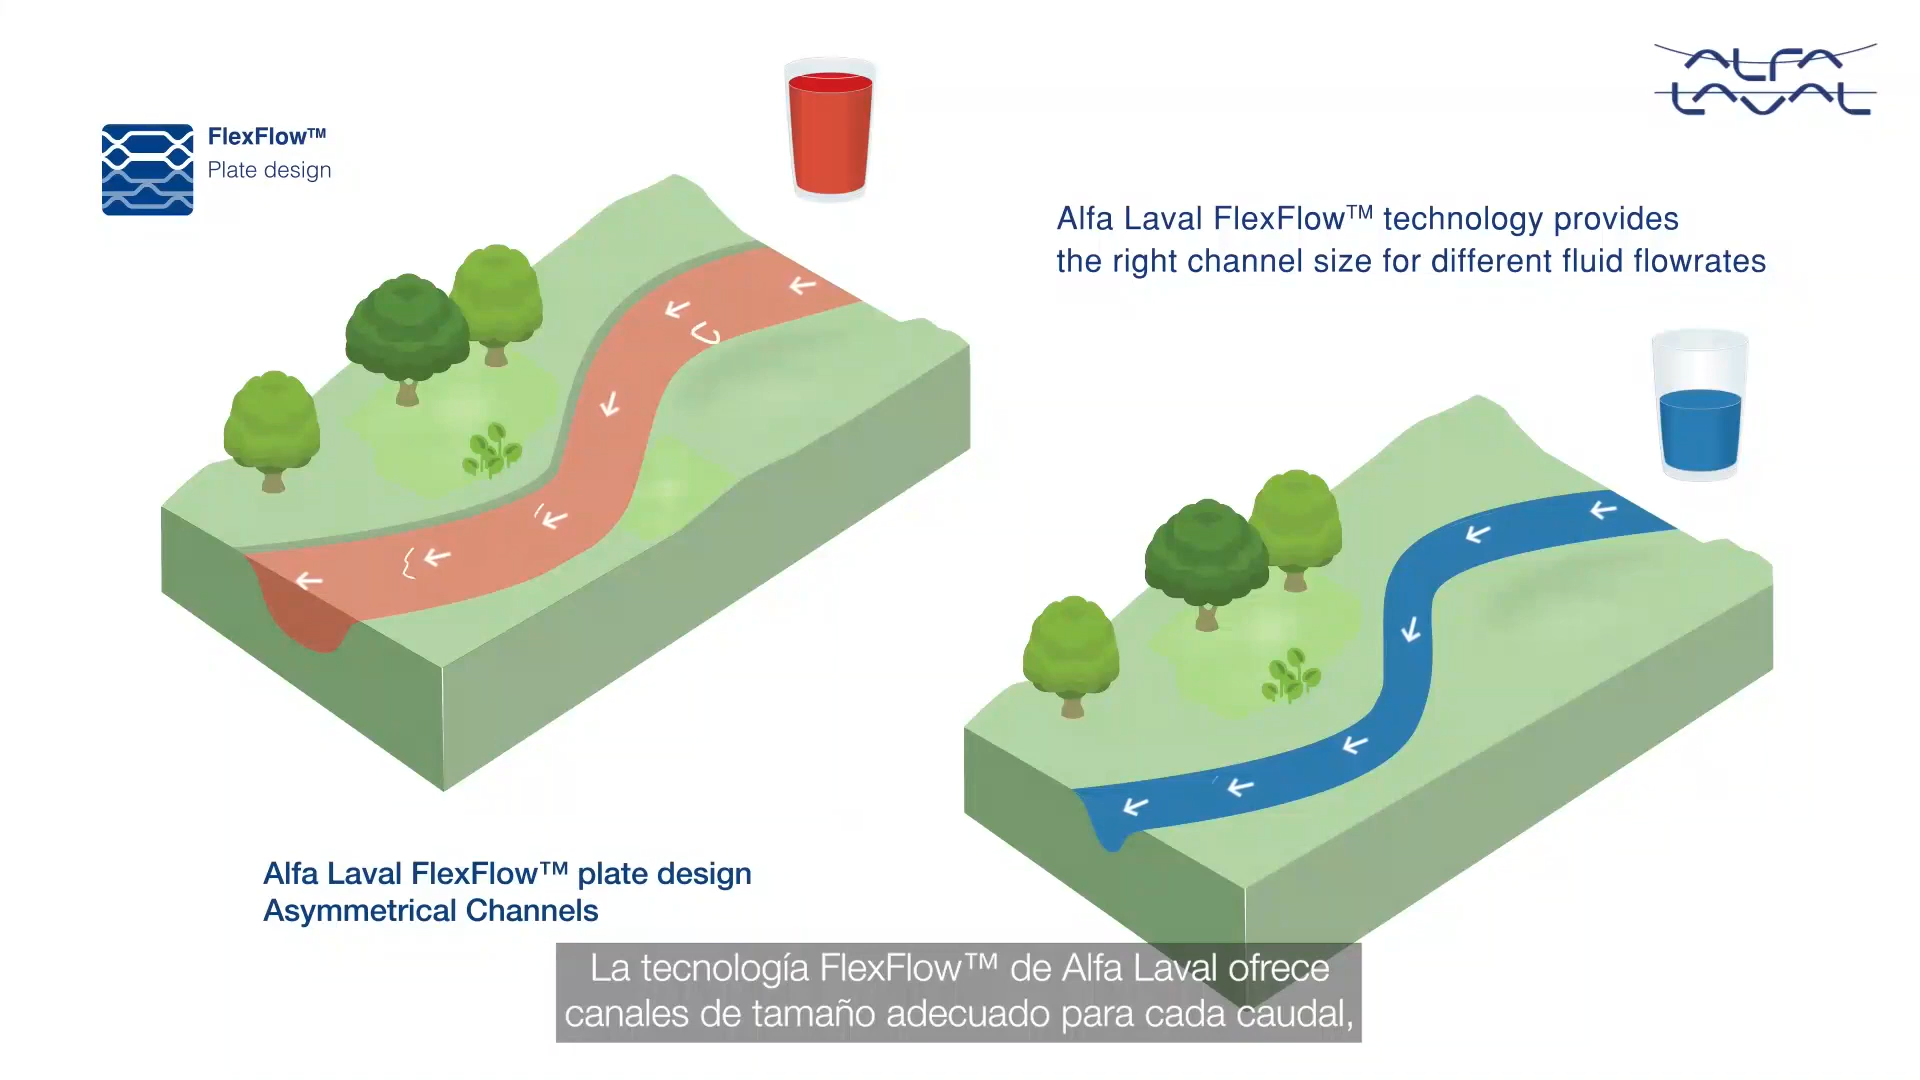 ALFA
LAVAL
FlexFlow™
Plate design
Alfa Laval FlexFlow™ technology provides
the right channel size for different fluid flowrates
Alfa Laval FlexFlow™ plate design
Asymmetrical Channels
La tecnología FlexFlow™ de Alfa Laval ofrece
canales de tamaño adecuado para cada caudal,